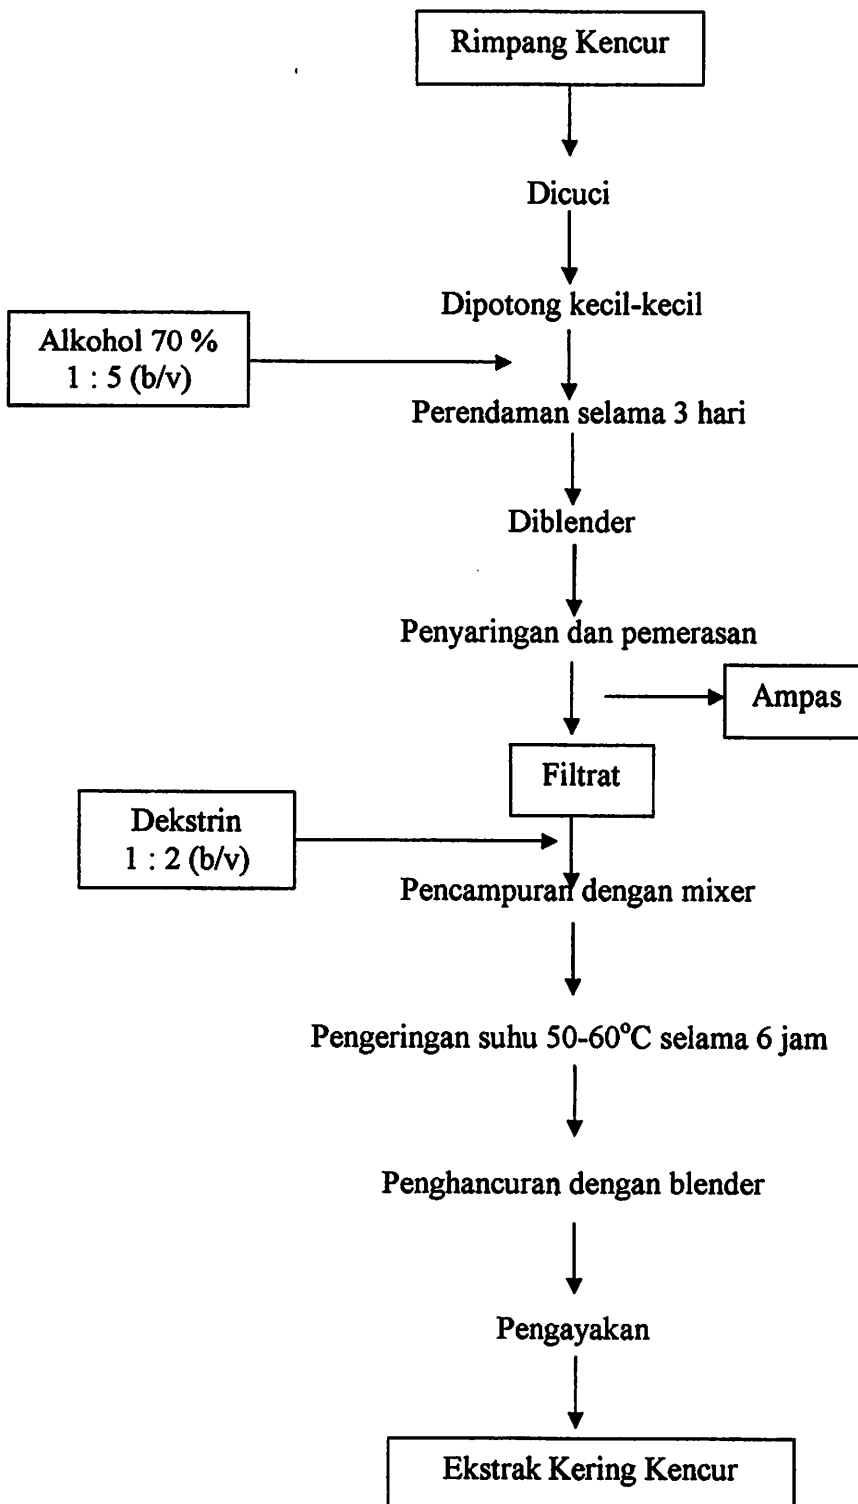 Rimpang Kencur
Dicuci
Dipotong kecil-kecil
Alkohol 70 %
1 : 5 (b/v)
Perendaman selama 3 hari
Diblender
Penyaringan dan pemerasan
Ampas
Filtrat
Dekstrin
1 : 2 (b/v)
Pencampuran dengan mixer
Pengeringan suhu 50-60°C selama 6 jam
Penghancuran dengan blender
Pengayakan
Ekstrak Kering Kencur